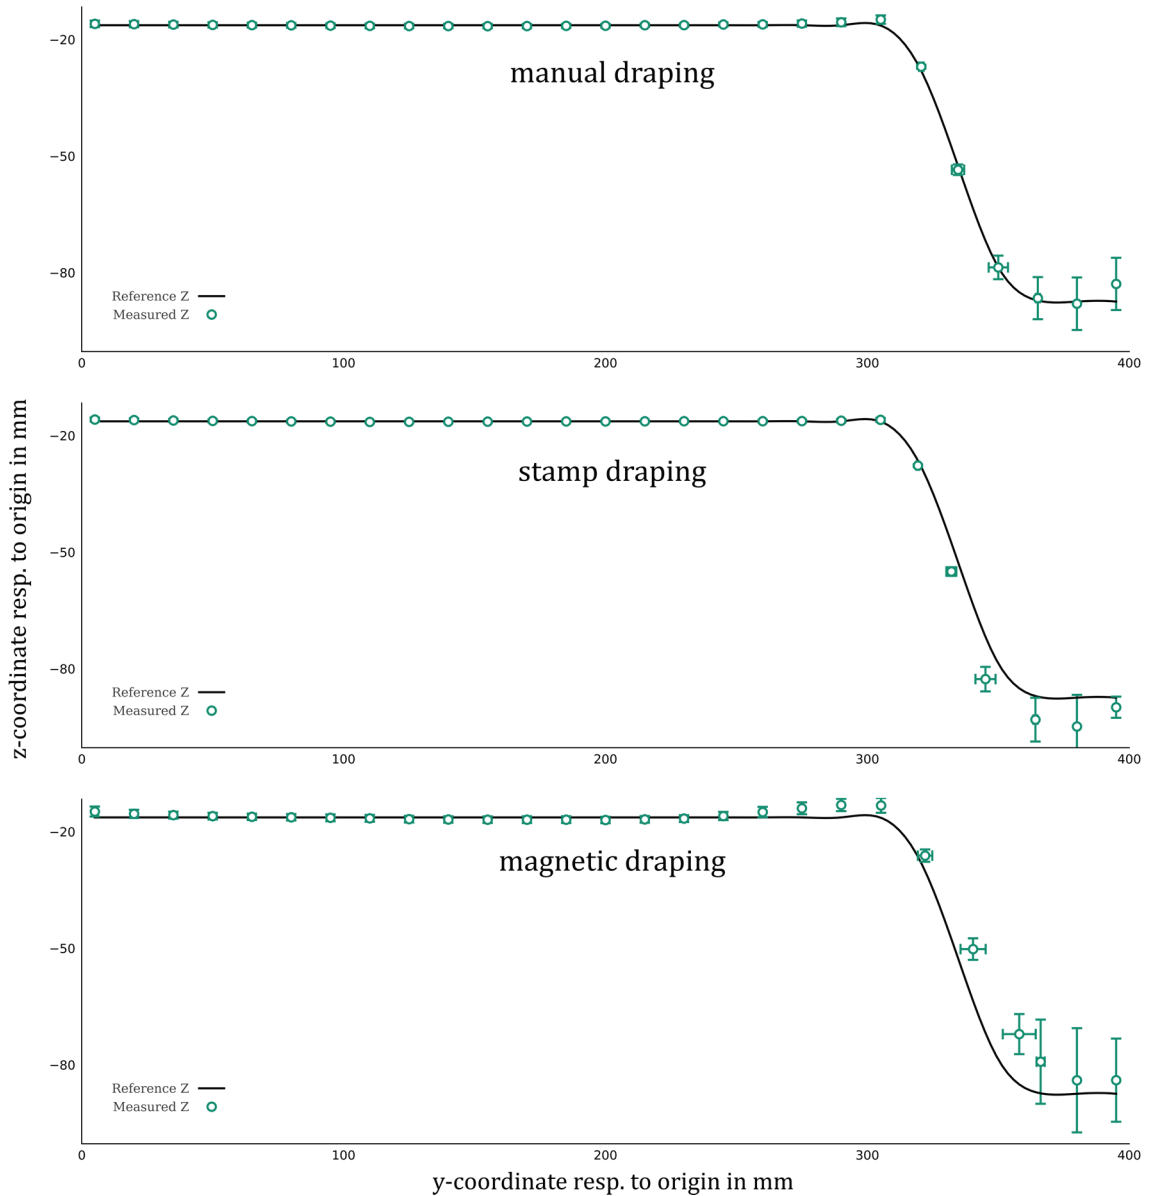 −20
manual draping
−50
−80
Reference Z
Measured Z
0 100 200 300 400
z-coordinate resp. to origin in mm
−20
stamp draping
−50
−80
Reference Z
Measured Z
0 100 200 300 400
−20
magnetic draping
−50
−80
Reference Z
Measured Z
0 100 200 300 400
y-coordinate resp. to origin in mm